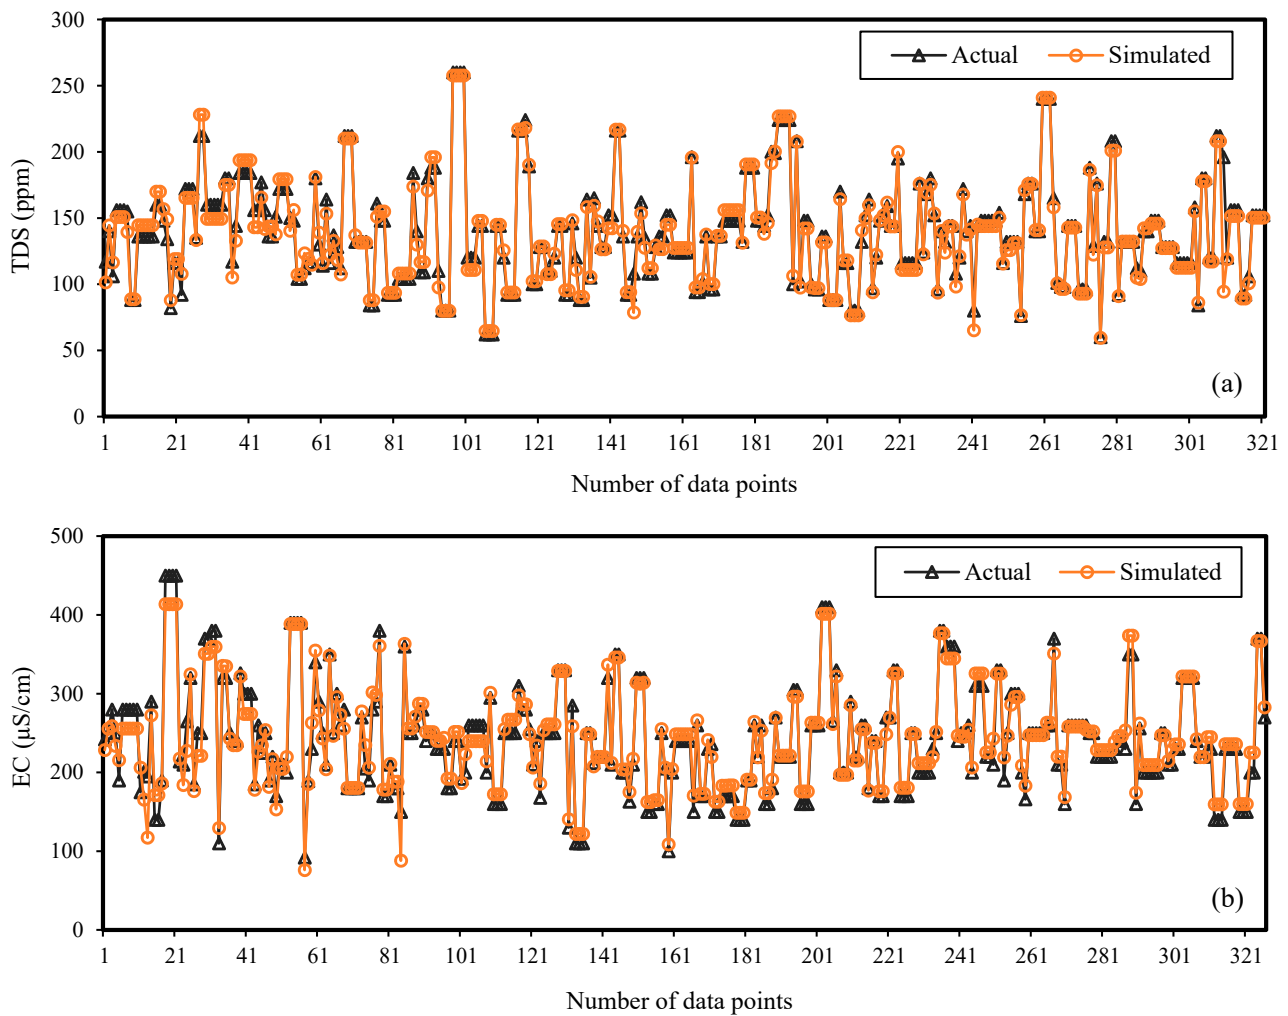 300
250
200
150
100
50
0
TDS (ppm)
Actual Simulated
(a)
1 21 41 61 81 101 121 141 161 181 201 221 241 261 281 301 321
Number of data points
500
400
300
200
100
0
EC (µS/cm)
Actual Simulated
(b)
1 21 41 61 81 101 121 141 161 181 201 221 241 261 281 301 321
Number of data points